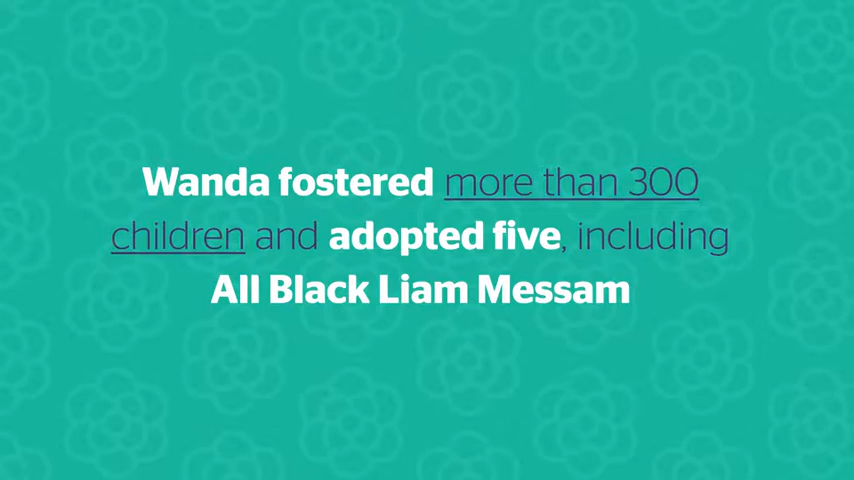 Wanda fostered more than 300
children and adopted five, including
All Black Liam Messam